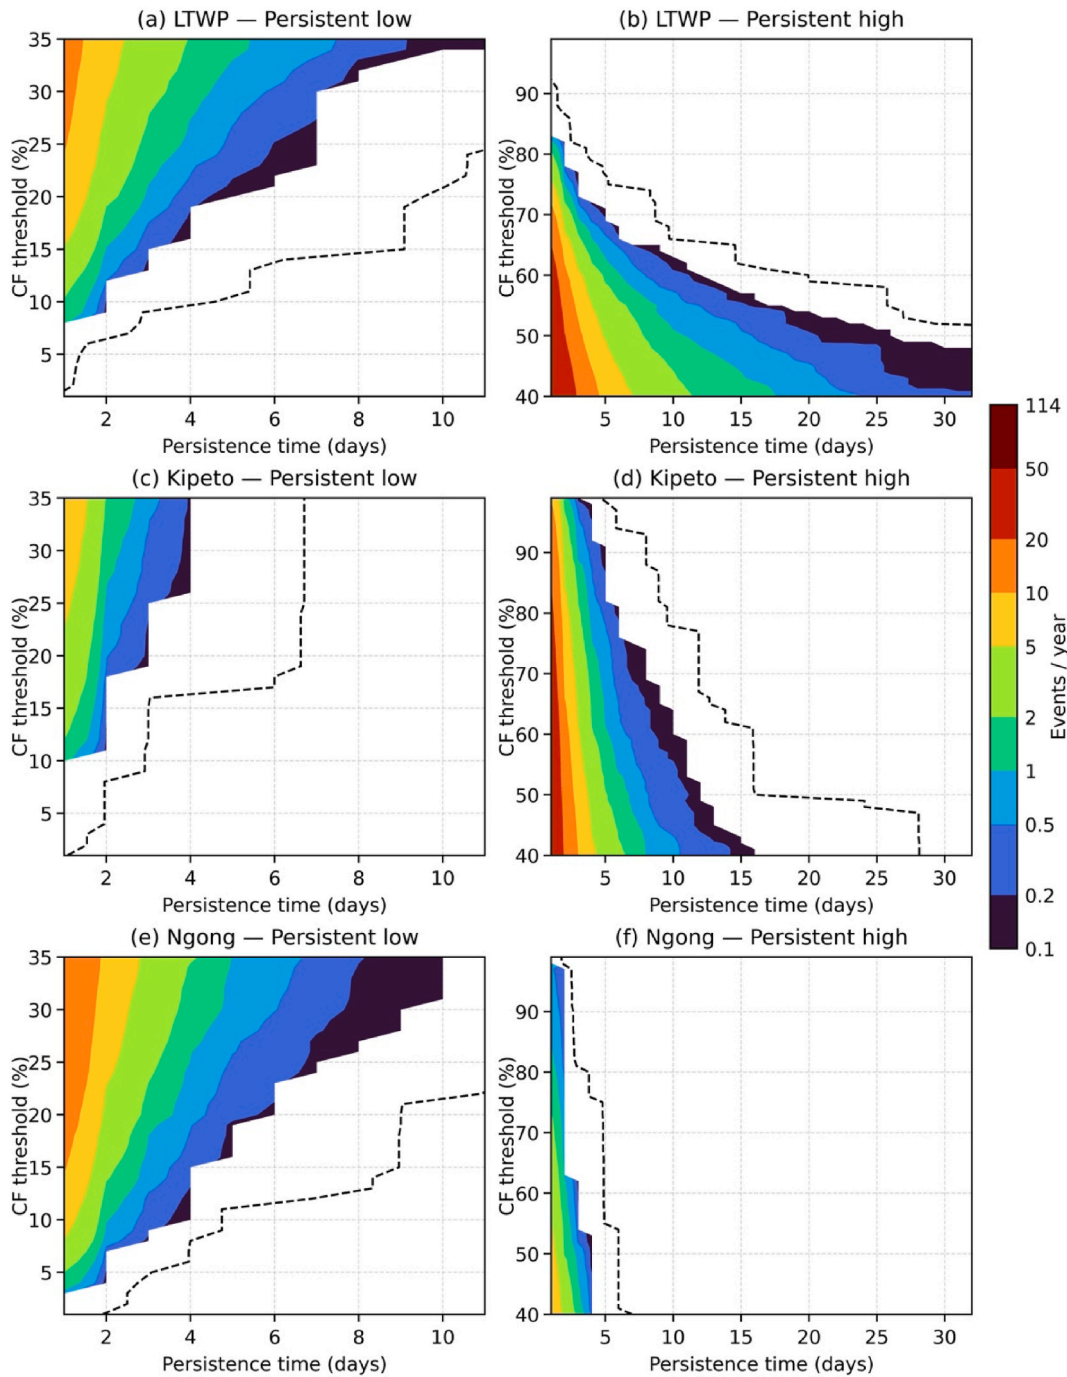 (a) LTWP — Persistent low
(b) LTWP — Persistent high
CF threshold (%)
35
30
25
20
15
10
5
2 4 6 8 10
Persistence time (days)
CF threshold (%)
90
80
70
60
50
40
5 10 15 20 25 30
Persistence time (days)
(c) Kipeto — Persistent low
(d) Kipeto — Persistent high
CF threshold (%)
35
30
25
20
15
10
5
2 4 6 8 10
Persistence time (days)
CF threshold (%)
90
80
70
60
50
40
5 10 15 20 25 30
Persistence time (days)
(e) Ngong — Persistent low
(f) Ngong — Persistent high
CF threshold (%)
35
30
25
20
15
10
5
2 4 6 8 10
Persistence time (days)
CF threshold (%)
90
80
70
60
50
40
5 10 15 20 25 30
Persistence time (days)
114
50
20
10
5
2
1
0.5
0.2
0.1
Events / year